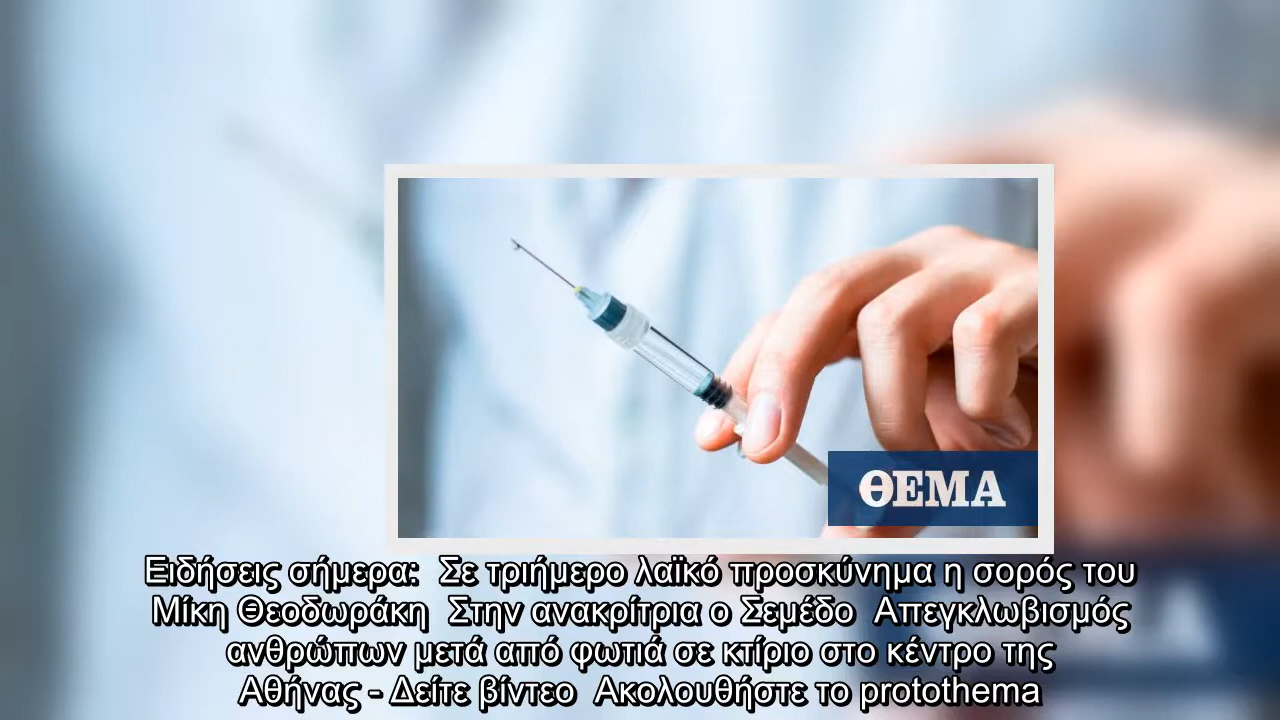 ΘΕΜΑ
Ειδήσεις σήμερα:  Σε τριήμερο λαϊκό προσκύνημα η σορός του
Μίκη Θεοδωράκη  Στην ανακρίτρια ο Σεμέδο  Απεγκλωβισμός
ανθρώπων μετά από φωτιά σε κτίριο στο κέντρο της
Αθήνας - Δείτε βίντεο  Ακολουθήστε το protothema